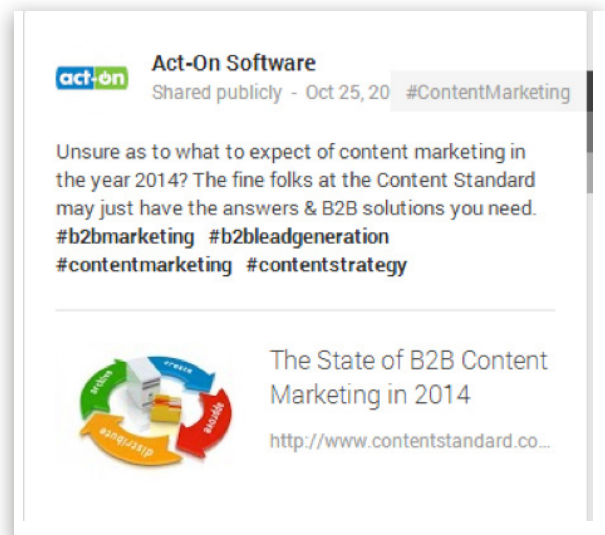 act-on
Act-On Software
Shared publicly - Oct 25, 20 #ContentMarketing
Unsure as to what to expect of content marketing in
the year 2014? The fine folks at the Content Standard
may just have the answers & B2B solutions you need.
#b2bmarketing #b2bleadgeneration
#contentmarketing #contentstrategy
archive
create
approve
distribute
The State of B2B Content
Marketing in 2014
http://www.contentstandard.co...